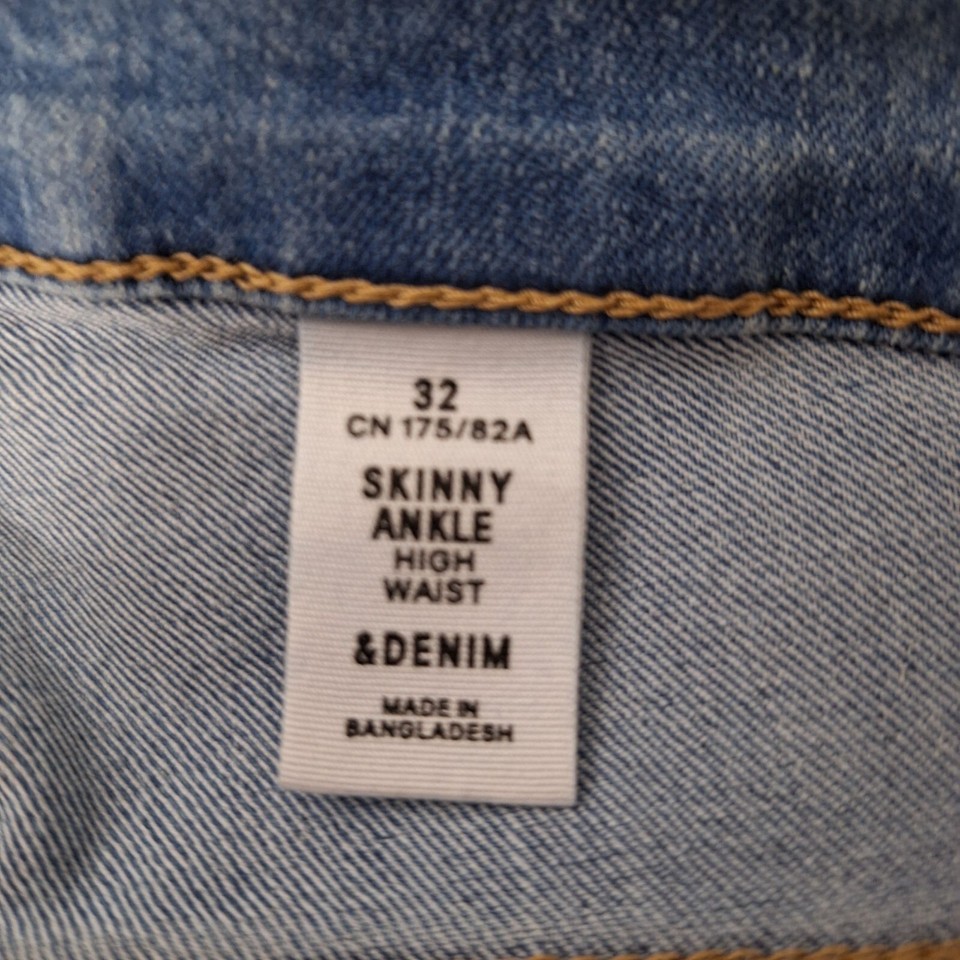 32
CN 175/82A
SKINNY
ANKLE
HIGH
WAIST
&DENIM
MADE IN
BANGLADESH